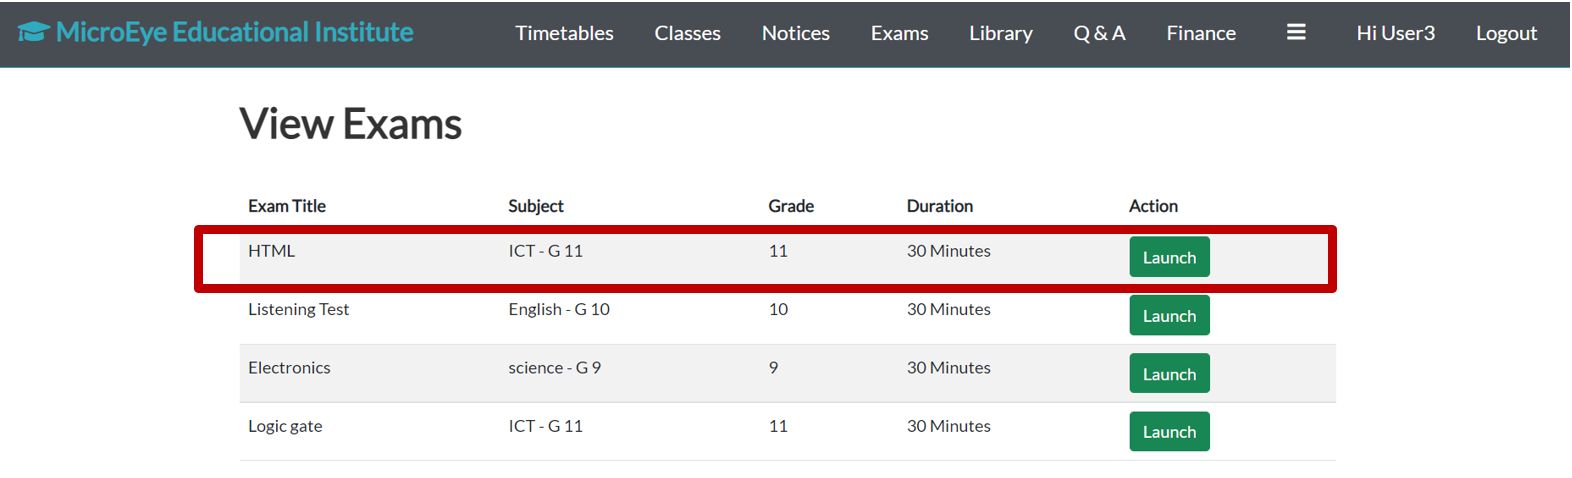 MicroEye Educational Institute Timetables Classes Notices Exams Library Q & A Finance Hi User3 Logout
View Exams
Exam Title Subject Grade Duration Action
HTML ICT - G 11 11 30 Minutes Launch
Listening Test English - G 10 10 30 Minutes Launch
Electronics science - G 9 9 30 Minutes Launch
Logic gate ICT - G 11 11 30 Minutes Launch